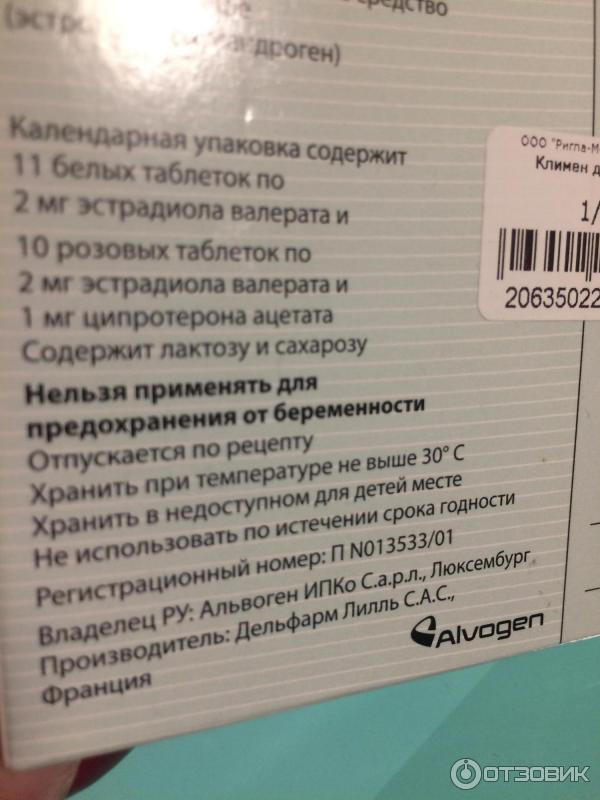 средство
(эстро
дроген)
Календарная упаковка содержит
11 белых таблеток по
2 мг эстрадиола валерата и
10 розовых таблеток по
2 мг эстрадиола валерата и
1 мг ципротерона ацетата
Содержит лактозу и сахарозу
Нельзя применять для
предохранения от беременности
Отпускается по рецепту
Хранить при температуре не выше 30° С
Хранить в недоступном для детей месте
Не использовать по истечении срока годности
Регистрационный номер: П N013533/01
Владелец РУ: Альвоген ИПКо С.а.р.л., Люксембург
Производитель: Дельфарм Лилль С.А.С.,
Франция
Alvogen
ООО "Ригла-М
Климен д
1/
20635022
ОТЗОВИК